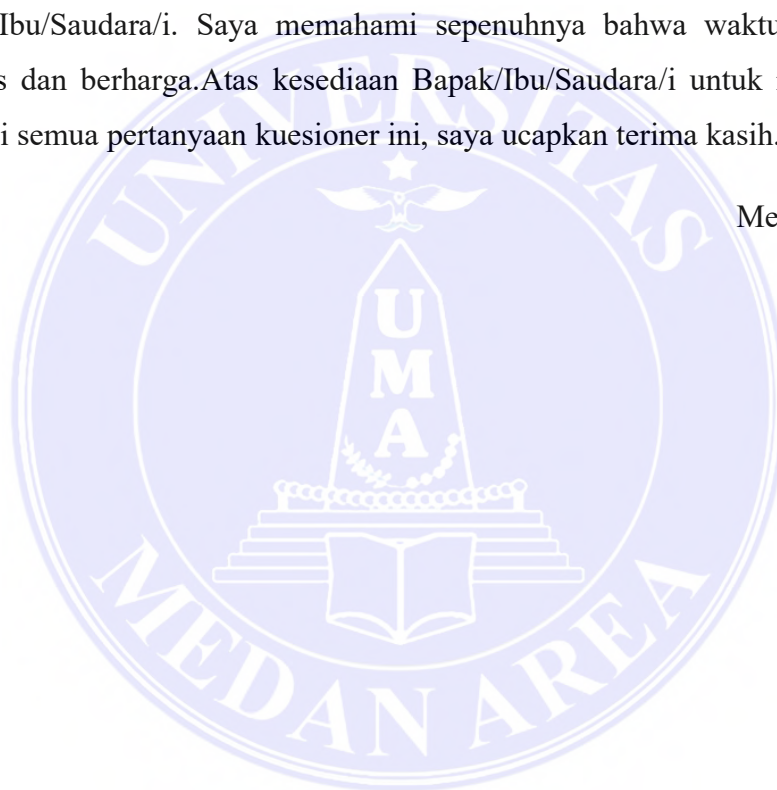 Ibu/Saudara/i. Saya memahami sepenuhnya bahwa waktu
s dan berharga.Atas kesediaan Bapak/Ibu/Saudara/i untuk
i semua pertanyaan kuesioner ini, saya ucapkan terima kasih.
Me
UNIVERSITAS
U
M
A
MEDAN AREA